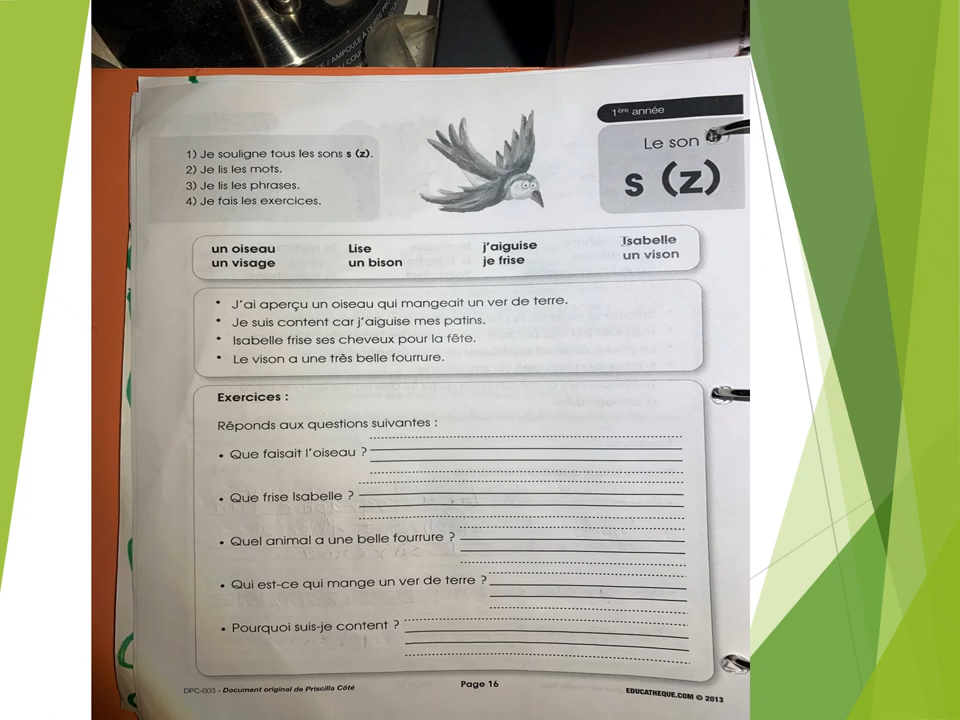 / AMPOULE À DURÉE
1ère année
Le son
s (z)
1) Je souligne tous les sons s (z).
2) Je lis les mots.
3) Je lis les phrases.
4) Je fais les exercices.
un oiseau Lise j'aiguise Isabelle
un visage un bison je frise un vison
• J'ai aperçu un oiseau qui mangeait un ver de terre.
• Je suis content car j'aiguise mes patins.
• Isabelle frise ses cheveux pour la fête.
• Le vison a une très belle fourrure.
Exercices :
Réponds aux questions suivantes :
• Que faisait l'oiseau ?
• Que frise Isabelle ?
• Quel animal a une belle fourrure ?
• Qui est-ce qui mange un ver de terre ?
• Pourquoi suis-je content ?
DPC-003 - Document original de Priscilla Côté
Page 16
EDUCATHEQUE.COM © 2013